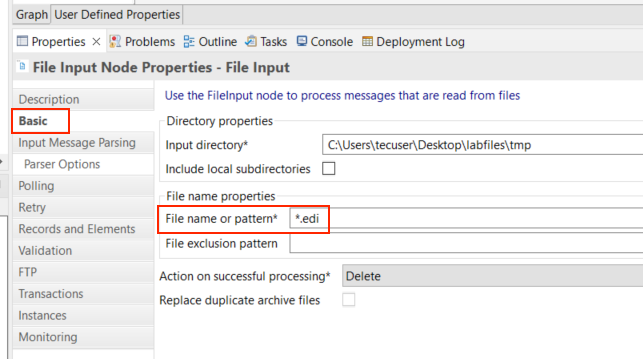 Graph User Defined Properties
Properties × Problems Outline Tasks Console Deployment Log
File Input Node Properties - File Input
Description
Basic
Input Message Parsing
Parser Options
Polling
Retry
Records and Elements
Validation
FTP
Transactions
Instances
Monitoring
Use the FileInput node to process messages that are read from files
Directory properties
Input directory* C:\Users\tecuser\Desktop\labfiles\tmp
Include local subdirectories
File name properties
File name or pattern* *.edi
File exclusion pattern
Action on successful processing* Delete
Replace duplicate archive files